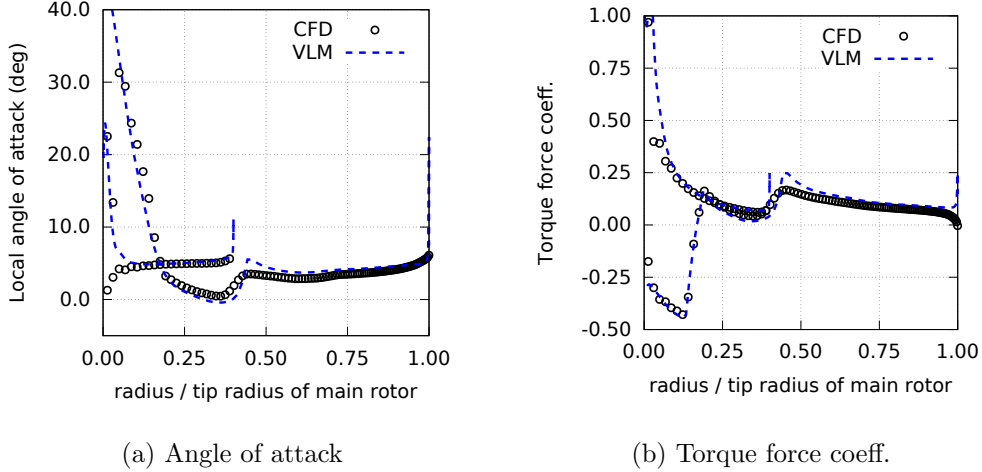 Local angle of attack (deg)
40.0
30.0
20.0
10.0
0.0
CFD
VLM
0.00 0.25 0.50 0.75 1.00
radius / tip radius of main rotor
(a) Angle of attack
Torque force coeff.
1.00
0.75
0.50
0.25
0.00
-0.25
-0.50
CFD
VLM
0.00 0.25 0.50 0.75 1.00
radius / tip radius of main rotor
(b) Torque force coeff.